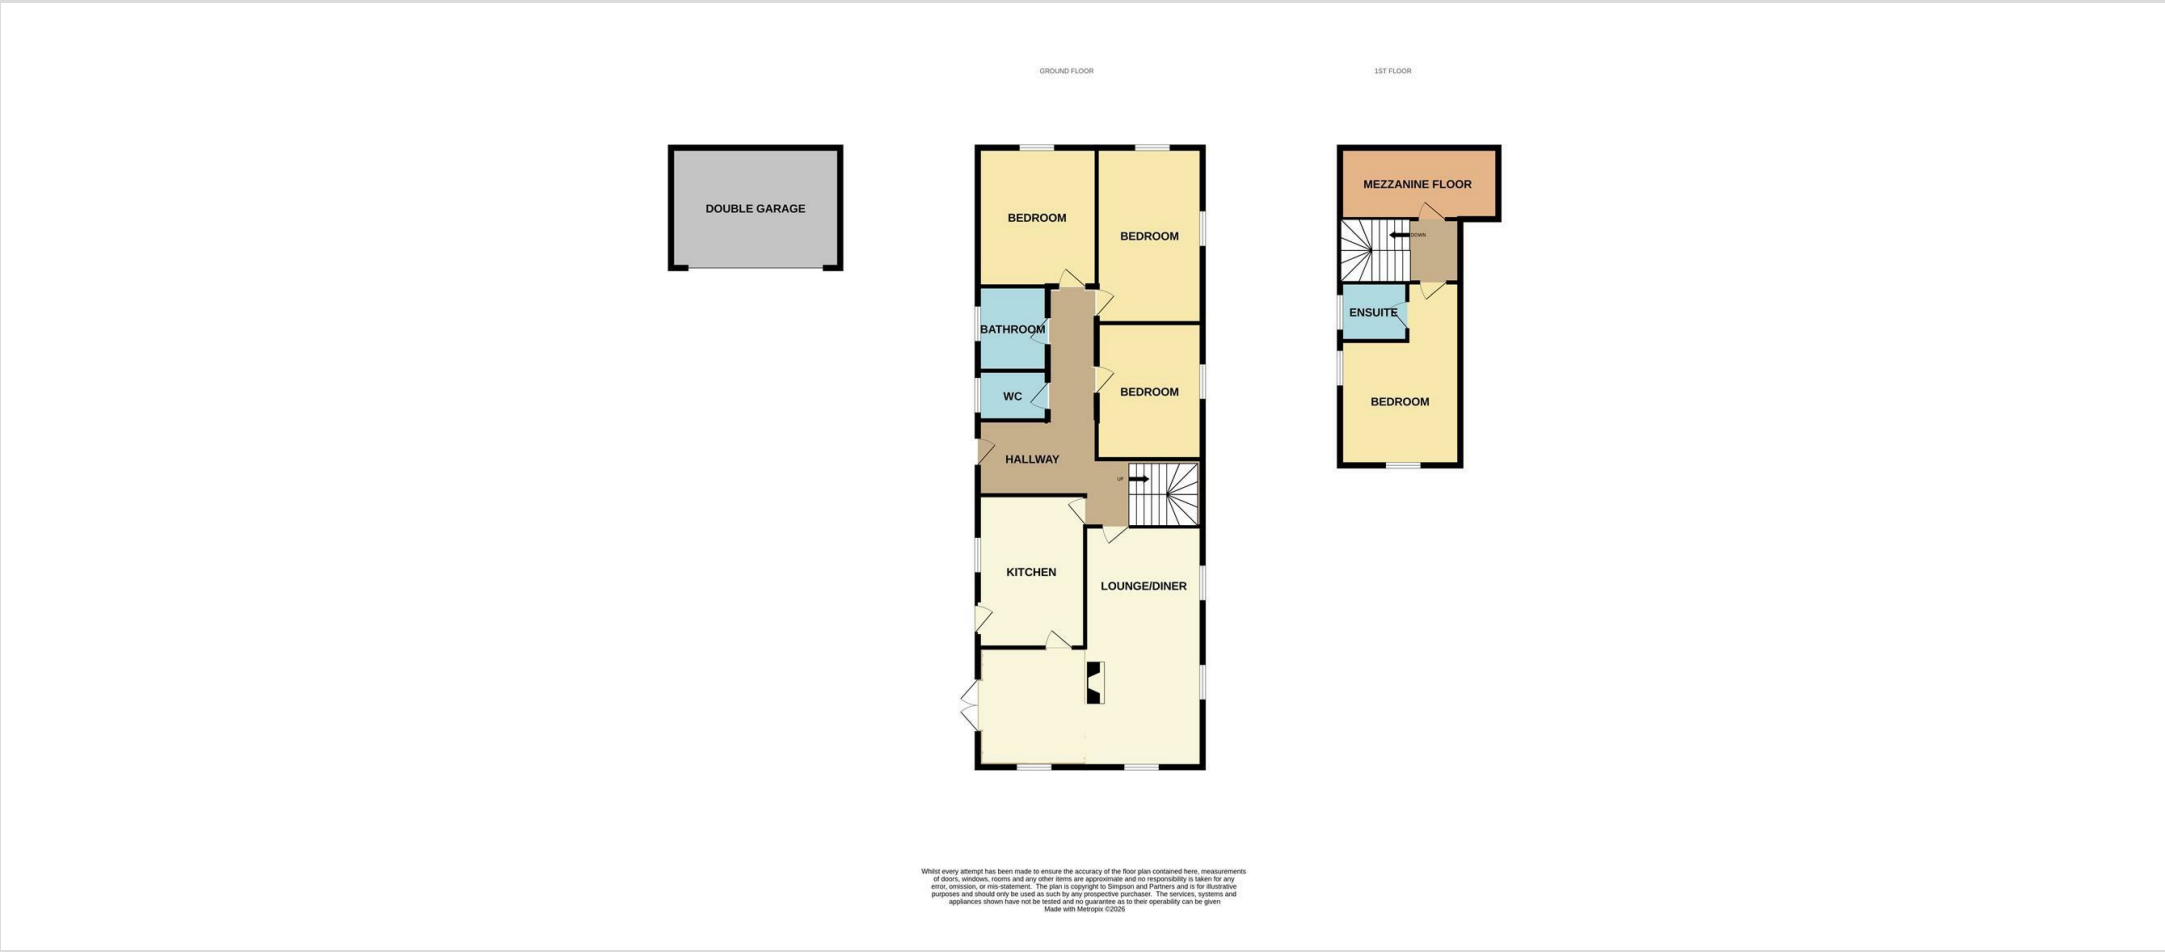 GROUND FLOOR
1ST FLOOR
DOUBLE GARAGE
BEDROOM
BEDROOM
BATHROOM
WC
BEDROOM
HALLWAY
UP
KITCHEN
LOUNGE/DINER
MEZZANINE FLOOR
DOWN
ENSUITE
BEDROOM
Whilst every attempt has been made to ensure the accuracy of the floor plan contained here, measurements
of doors, windows, rooms and any other items are approximate and no responsibility is taken for any
error, omission, or mis-statement. The plan is copyright to Simpson and Partners and is for illustrative
purposes and should only be used as such by any prospective purchaser. The services, systems and
appliances shown have not be tested and no guarantee as to their operability can be given
Made with Metropix ©2026